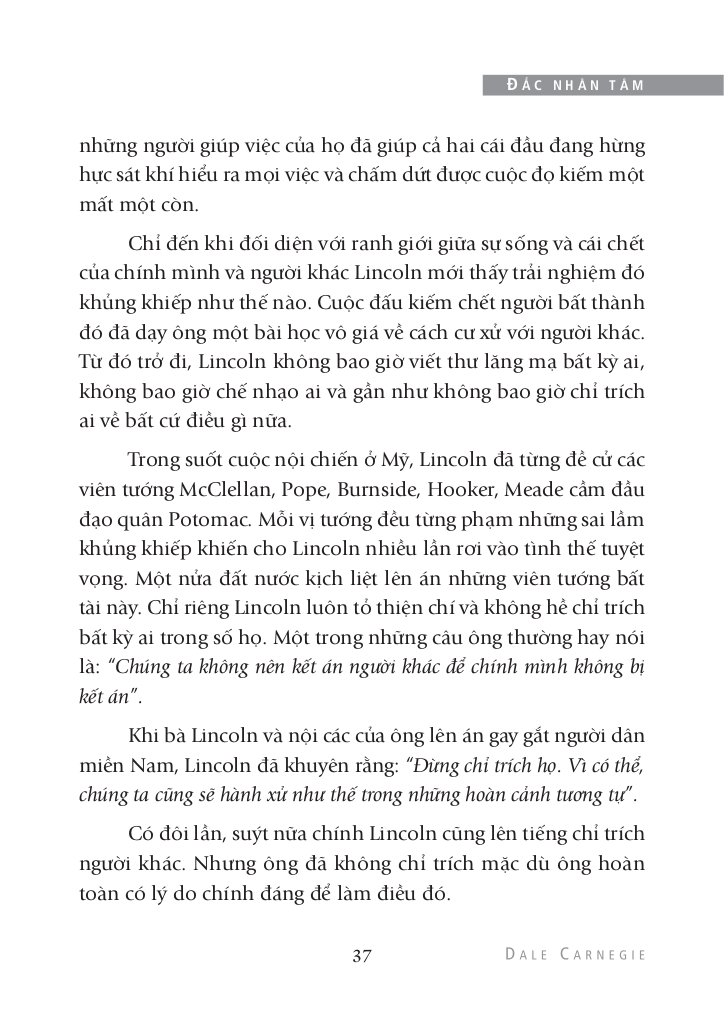 ĐẮC NHÂN TÂM
những người giúp việc của họ đã giúp cả hai cái đầu đang hừng
hực sát khí hiểu ra mọi việc và chấm dứt được cuộc đọ kiếm một
mất một còn.
Chỉ đến khi đối diện với ranh giới giữa sự sống và cái chết
của chính mình và người khác Lincoln mới thấy trải nghiệm đó
khủng khiếp như thế nào. Cuộc đấu kiếm chết người bất thành
đó đã dạy ông một bài học vô giá về cách cư xử với người khác.
Từ đó trở đi, Lincoln không bao giờ viết thư lăng mạ bất kỳ ai,
không bao giờ chế nhạo ai và gần như không bao giờ chỉ trích
ai về bất cứ điều gì nữa.
Trong suốt cuộc nội chiến ở Mỹ, Lincoln đã từng đề cử các
viên tướng McClellan, Pope, Burnside, Hooker, Meade cầm đầu
đạo quân Potomac. Mỗi vị tướng đều từng phạm những sai lầm
khủng khiếp khiến cho Lincoln nhiều lần rơi vào tình thế tuyệt
vọng. Một nửa đất nước kịch liệt lên án những viên tướng bất
tài này. Chỉ riêng Lincoln luôn tỏ thiện chí và không hề chỉ trích
bất kỳ ai trong số họ. Một trong những câu ông thường hay nói
là: “Chúng ta không nên kết án người khác để chính mình không bị
kết án”.
Khi bà Lincoln và nội các của ông lên án gay gắt người dân
miền Nam, Lincoln đã khuyên rằng: “Đừng chỉ trích họ. Vì có thể,
chúng ta cũng sẽ hành xử như thế trong những hoàn cảnh tương tự”.
Có đôi lần, suýt nữa chính Lincoln cũng lên tiếng chỉ trích
người khác. Nhưng ông đã không chỉ trích mặc dù ông hoàn
toàn có lý do chính đáng để làm điều đó.
37
DALE CARNEGIE